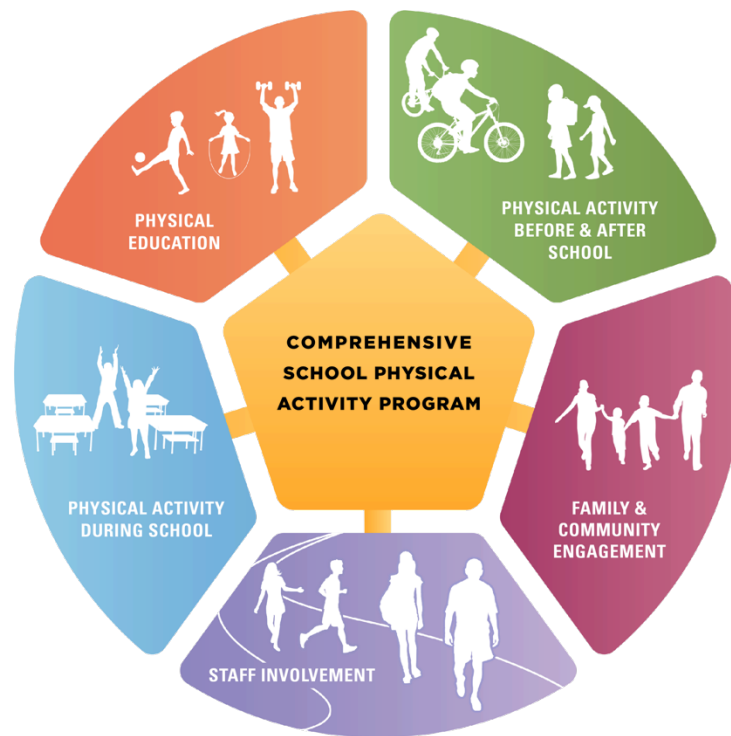 PHYSICAL
EDUCATION
PHYSICAL ACTIVITY
BEFORE & AFTER
SCHOOL
COMPREHENSIVE
SCHOOL PHYSICAL
ACTIVITY PROGRAM
PHYSICAL ACTIVITY
DURING SCHOOL
FAMILY &
COMMUNITY
ENGAGEMENT
STAFF INVOLVEMENT